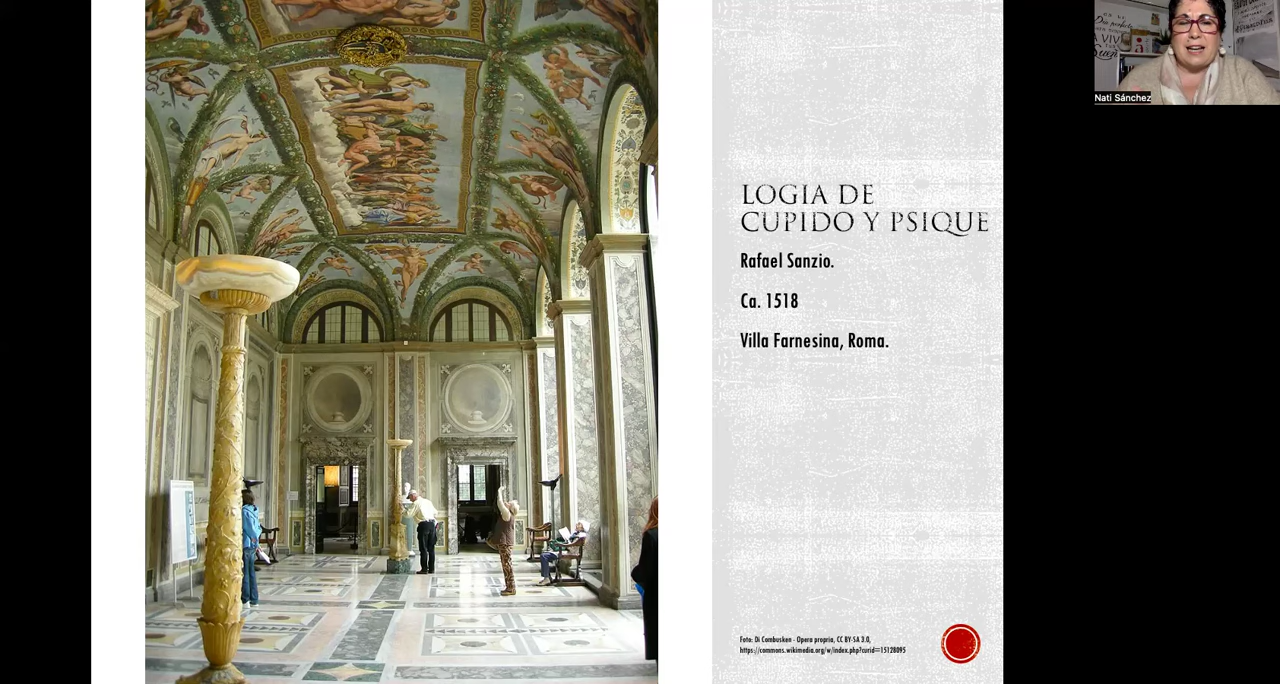 LOGIA DE
CUPIDO Y PSIQUE
Rafael Sanzio.
Ca. 1518
Villa Farnesina, Roma.
Foto: Di Combusken - Opera propria, CC BY-SA 3.0,
https://commons.wikimedia.org/w/index.php?curid=15128095
Nati Sánchez